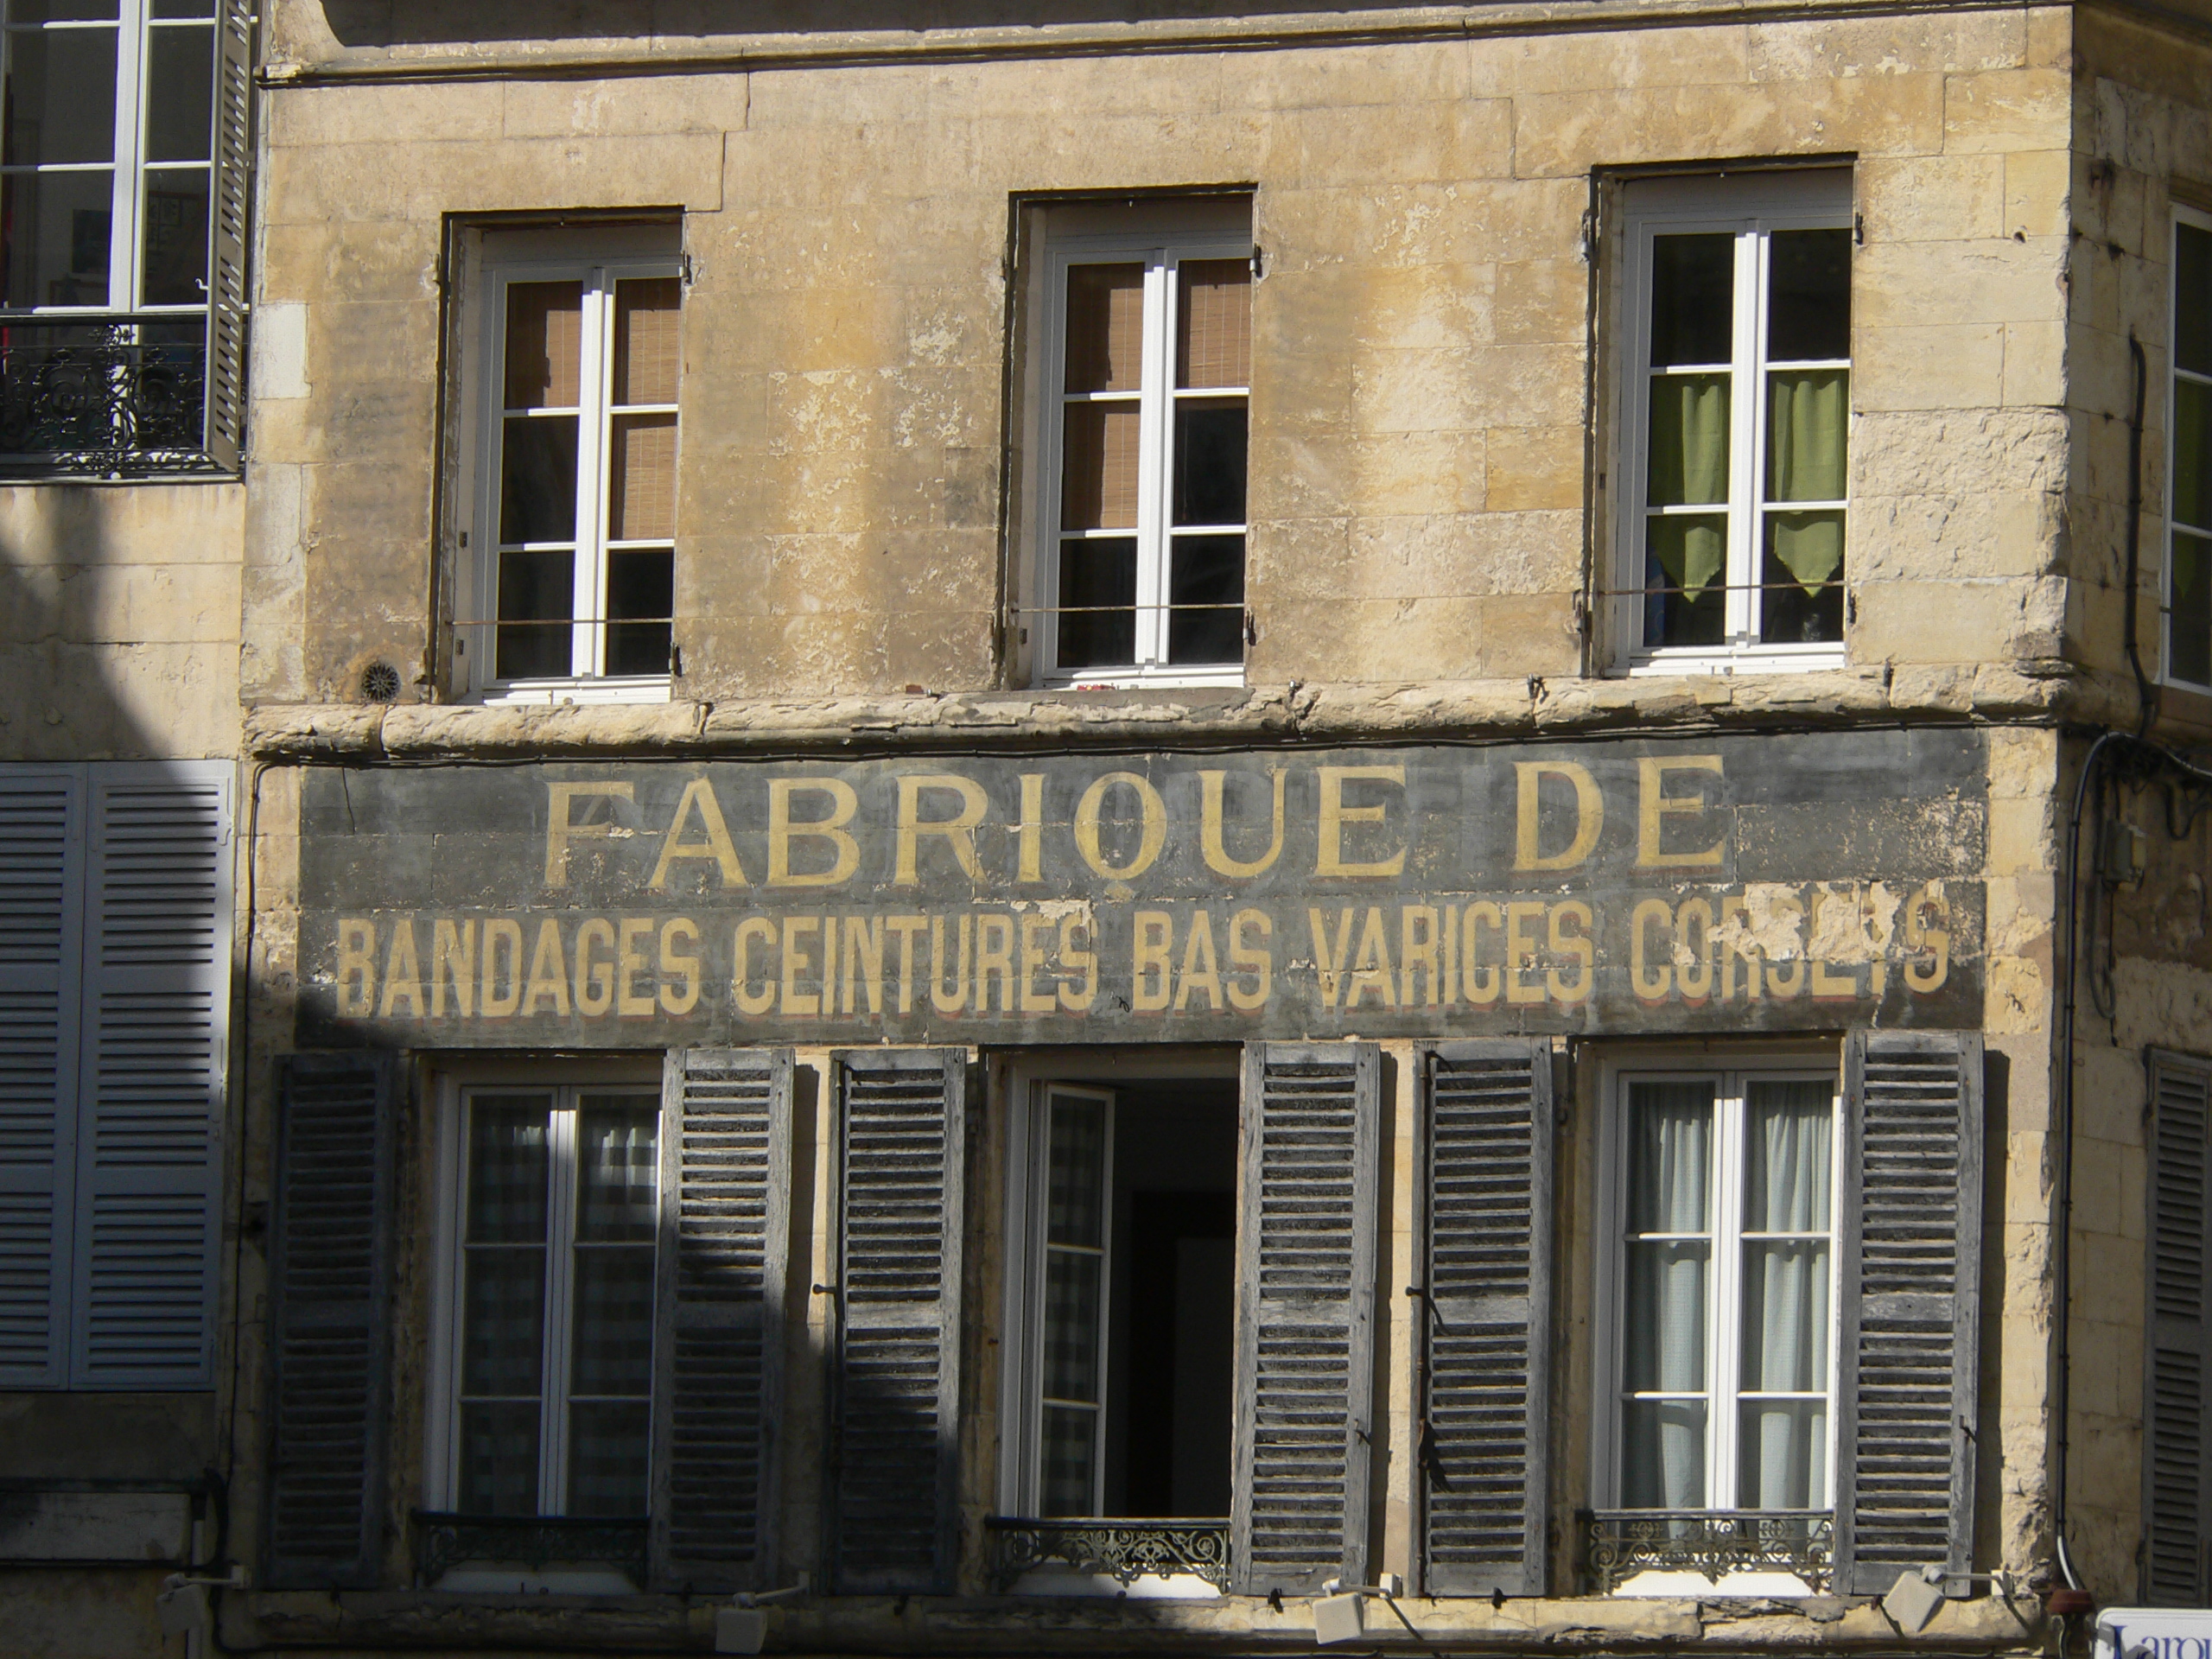 FABRIQUE DE
BANDAGES CEINTURES BAS VARICES CORSETS